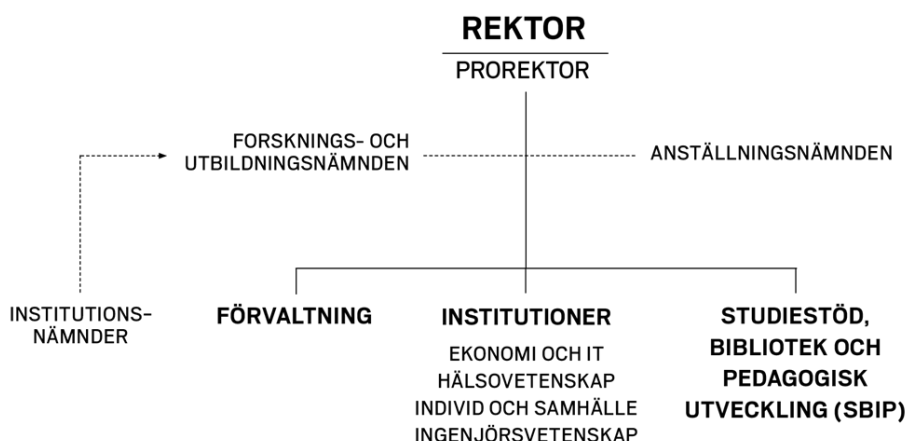 REKTOR
PROREKTOR
FORSKNINGS- OCH
UTBILDNINGSNÄMNDEN
ANSTÄLLNINGSNÄMNDEN
INSTITUTIONS-
NÄMNDER
FÖRVALTNING
INSTITUTIONER
EKONOMI OCH IT
HÄLSOVETENSKAP
INDIVID OCH SAMHÄLLE
INGENJÖRSVETENSKAP
STUDIESTÖD,
BIBLIOTEK OCH
PEDAGOGISK
UTVECKLING (SBIP)